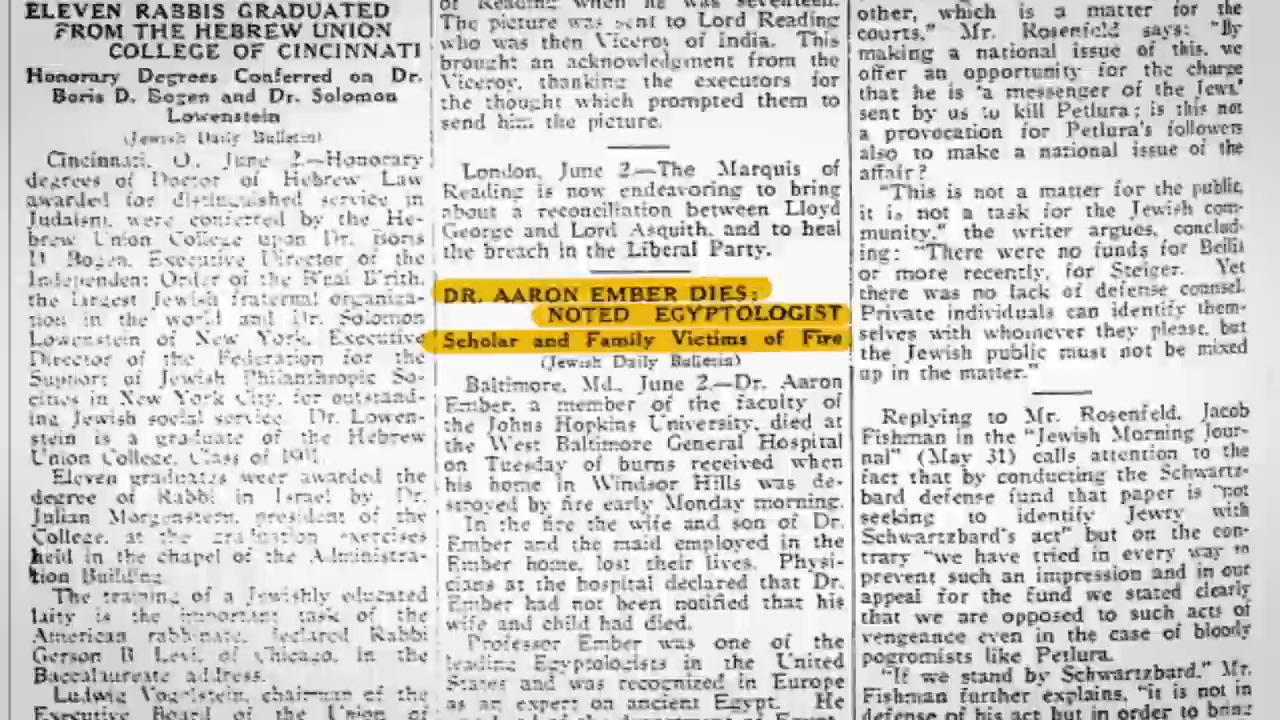 ELEVEN RABBIS GRADUATED
FROM THE HEBREW UNION
COLLEGE OF CINCINNATI
Honorary Degrees Conferred on Dr.
Boris D. Bogen and Dr. Solomon
Lowenstein
(Jewish Daily Bulletin)
Cincinnati, O., June 2.—Honorary
degrees of Doctor of Hebrew Law
awarded for distinguished service in
Judaism, were conferred by the He-
brew Union College upon Dr. Boris
D. Bogen, Executive Director of the
Independent Order of the B'nai B'rith,
the largest Jewish fraternal organiza-
tion in the world and Dr. Solomon
Lowenstein of New York, Executive
Director of the Federation for the
Support of Jewish Philanthropic So-
cieties in New York City, for outstand-
ing Jewish social service. Dr. Lowen-
stein is a graduate of the Hebrew
Union College, Class of
Eleven graduates weer awarded the
degree of Rabbi in Israel by Dr.
Julian Morgenstern, president of the
College, at the graduation exercises
held in the chapel of the Administra-
tion Building.
The training of a Jewishly educated
laity is the important task of the
American rabbinate, declared Rabbi
Gerson B. Levi, of Chicago, in the
Baccalaureate address.
Ludwig Vogelstein, chairman of the
Executive Board of the Union of
of Reading when he was seventeen.
The picture was sent to Lord Reading
who was then Viceroy of India. This
brought an acknowledgment from the
Viceroy, thanking the executors for
the thought which prompted them to
send him the picture.
London, June 2.—The Marquis of
Reading is now endeavoring to bring
about a reconciliation between Lloyd
George and Lord Asquith, and to heal
the breach in the Liberal Party.
DR. AARON EMBER DIES;
NOTED EGYPTOLOGIST
Scholar and Family Victims of Fire
(Jewish Daily Bulletin)
Baltimore, Md., June 2.—Dr. Aaron
Ember, a member of the faculty of
the Johns Hopkins University, died at
the West Baltimore General Hospital
on Tuesday of burns received when
his home in Windsor Hills was de-
stroyed by fire early Monday morning.
In the fire the wife and son of Dr.
Ember and the maid employed in the
Ember home, lost their lives. Physi-
cians at the hospital declared that Dr.
Ember had not been notified that his
wife and child had died.
Professor Ember was one of the
leading Egyptologists in the United
States and was recognized in Europe
as an expert on ancient Egypt. He
of the department of Egypt-
other, which is a matter for the
courts." Mr. Rosenfeld says: "By
making a national issue of this, we
offer an opportunity for the charge
that he is 'a messenger of the Jews,'
sent by us to kill Petlura; is this not
a provocation for Petlura's followers
also to make a national issue of the
affair?
"This is not a matter for the public,
it is not a task for the Jewish com-
munity," the writer argues, conclud-
ing: "There were no funds for Beilis
or more recently, for Steiger. Yet
there was no lack of defense counsel.
Private individuals can identify them-
selves with whomever they please, but
the Jewish public must not be mixed
up in the matter."
Replying to Mr. Rosenfeld, Jacob
Fishman in the "Jewish Morning Jour-
nal" (May 31) calls attention to the
fact that by conducting the Schwartz-
bard defense fund that paper is "not
seeking to identify Jewry with
Schwartzbard's act" but on the con-
trary "we have tried in every way to
prevent such an impression and in our
appeal for the fund we stated clearly
that we are opposed to such acts of
vengeance even in the case of bloody
pogromists like Petlura.
"If we stand by Schwartzbard," Mr.
Fishman further explains, "it is not in
defense of his act but in order to bring